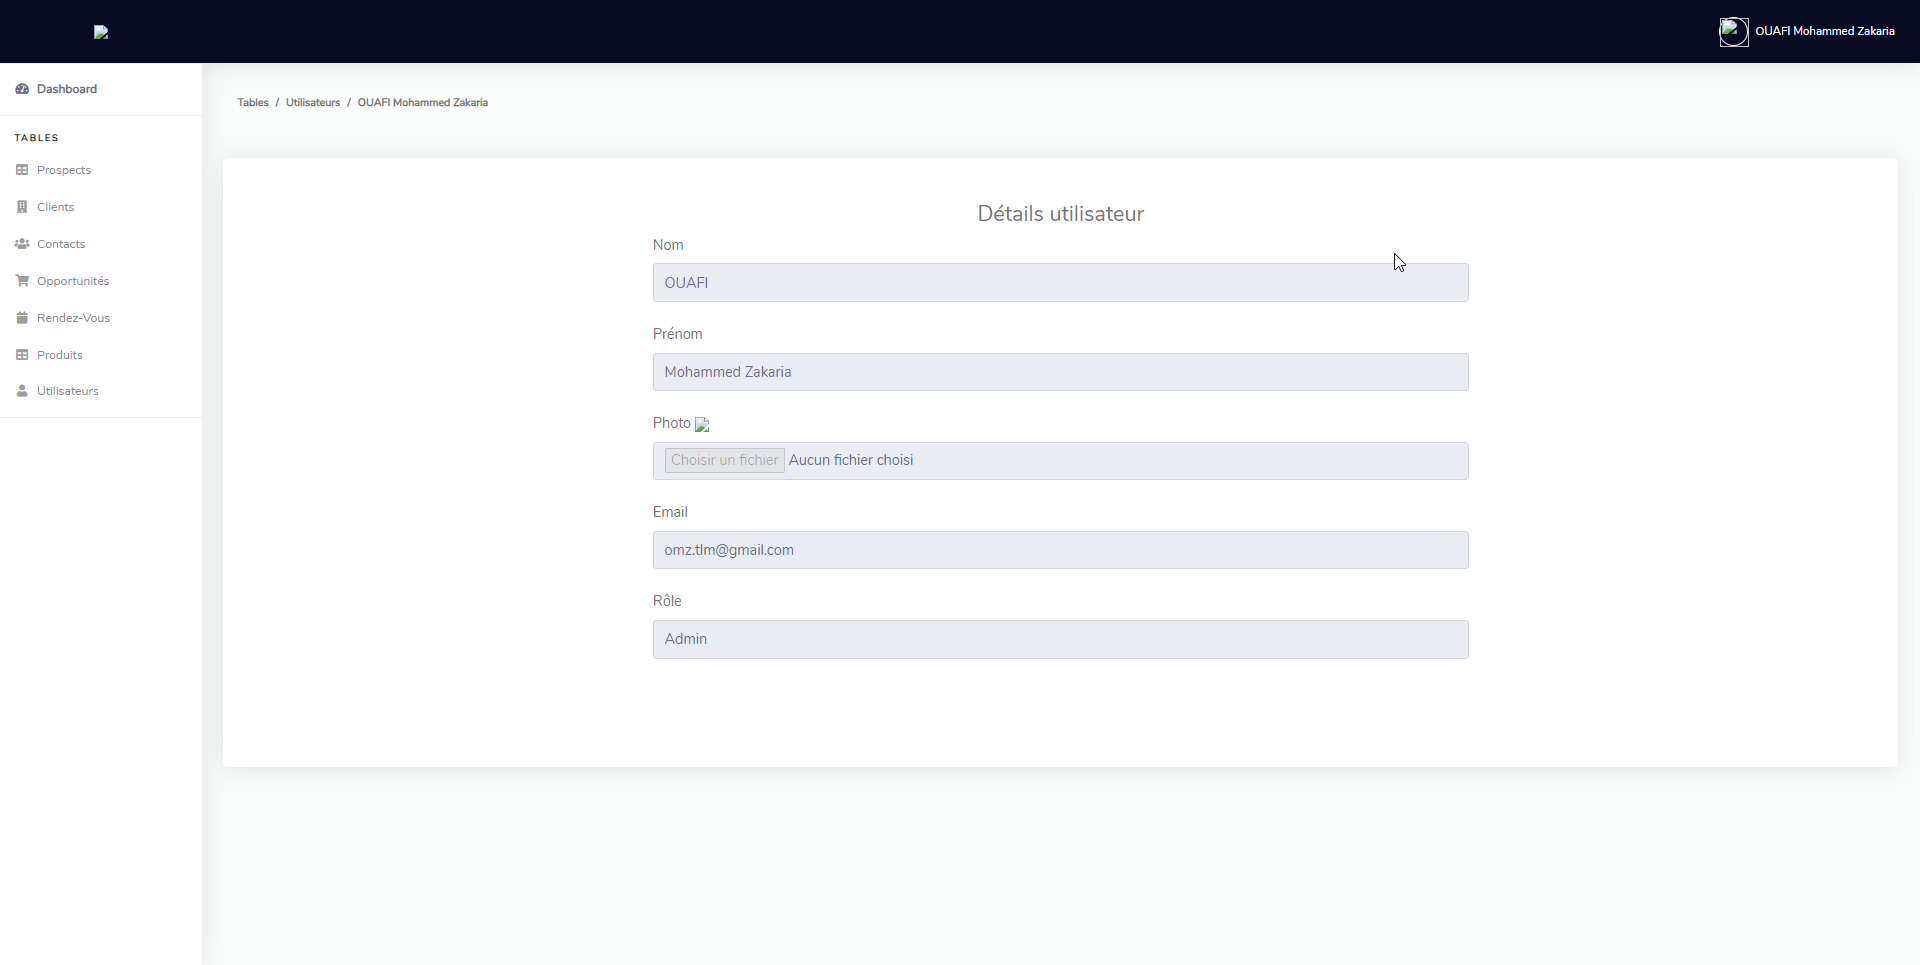 OUAFI Mohammed Zakaria
Dashboard
Tables / Utilisateurs / OUAFI Mohammed Zakaria
TABLES
Prospects
Clients
Contacts
Opportunités
Rendez-Vous
Produits
Utilisateurs
Détails utilisateur
Nom
OUAFI
Prénom
Mohammed Zakaria
Photo
Choisir un fichier Aucun fichier choisi
Email
omz.tlm@gmail.com
Rôle
Admin